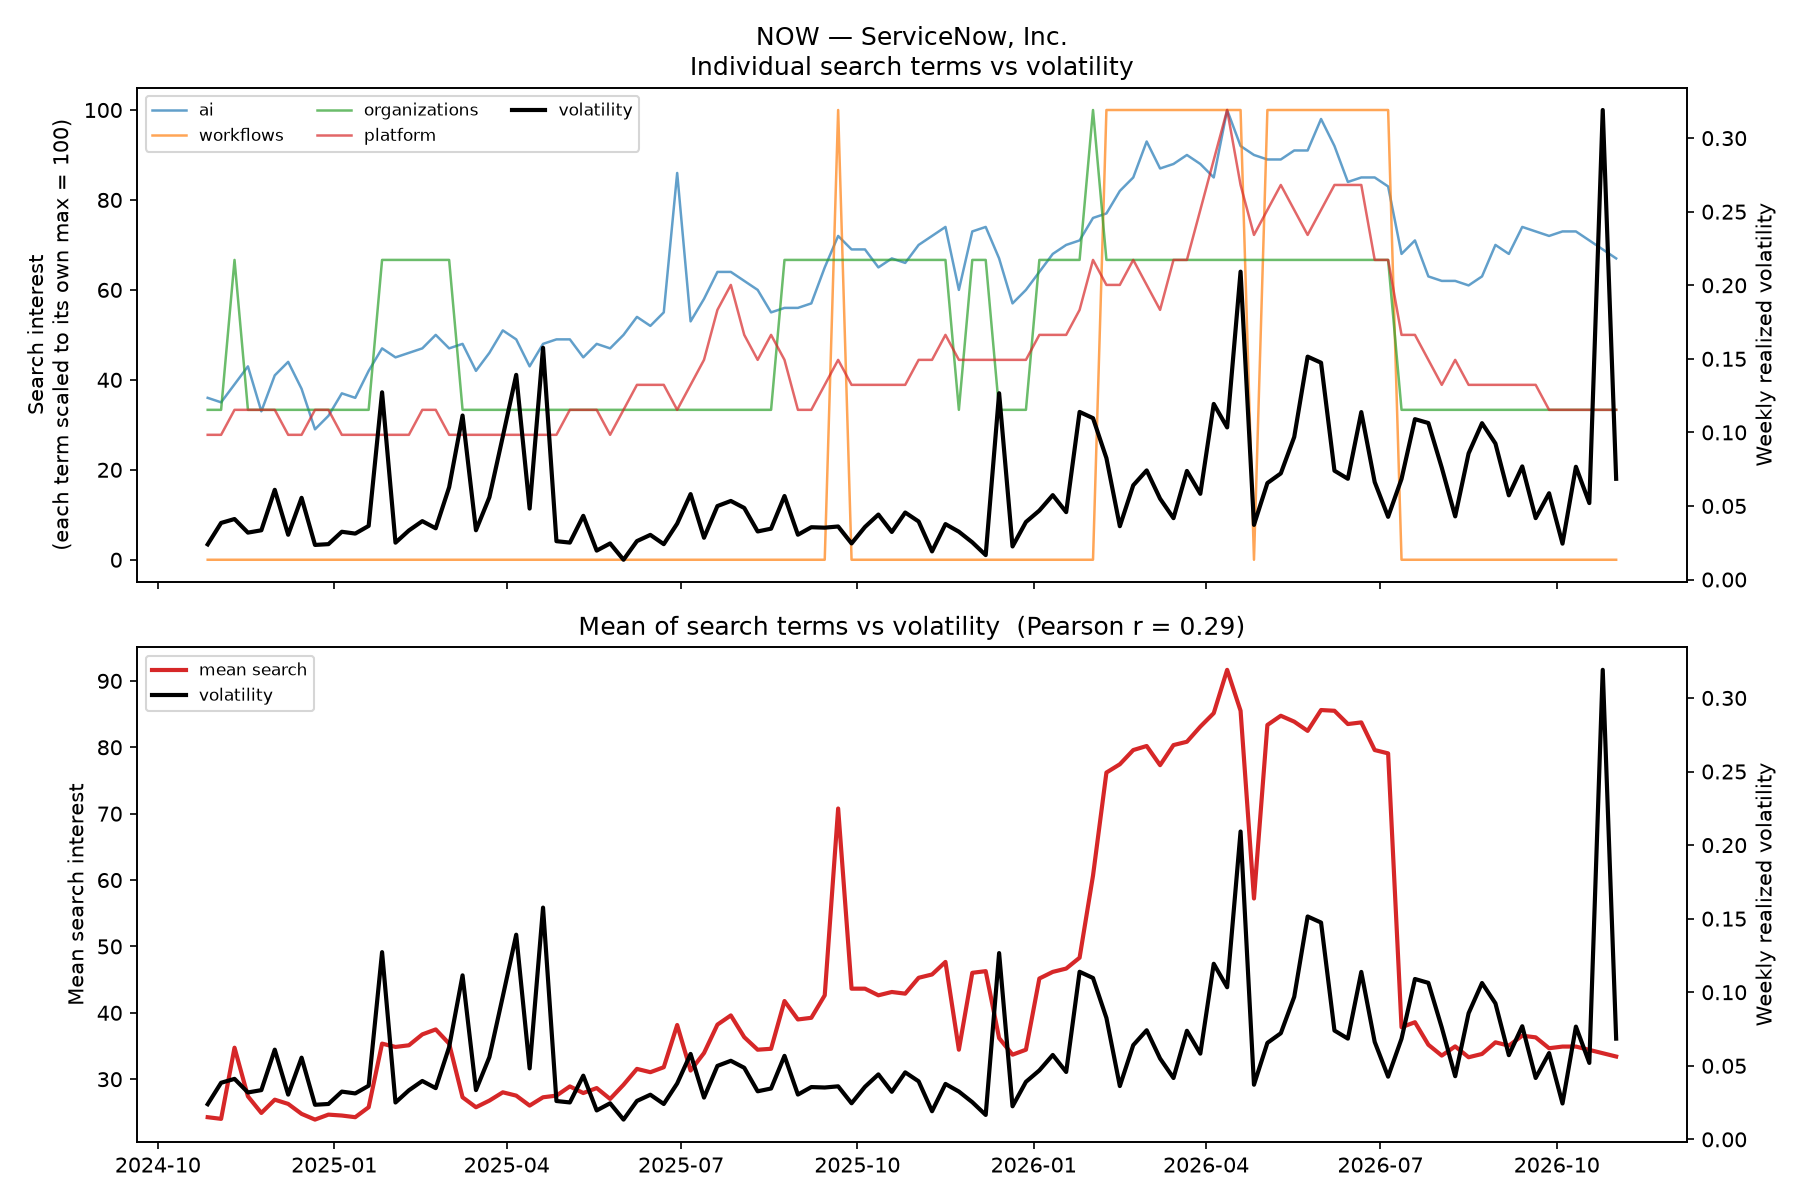 NOW — ServiceNow, Inc.
Individual search terms vs volatility
ai
workflows
organizations
platform
volatility
Search interest
(each term scaled to its own max = 100)
100
80
60
40
20
0
Weekly realized volatility
0.30
0.25
0.20
0.15
0.10
0.05
0.00
Mean of search terms vs volatility  (Pearson r = 0.29)
mean search
volatility
Mean search interest
90
80
70
60
50
40
30
Weekly realized volatility
0.30
0.25
0.20
0.15
0.10
0.05
0.00
2024-10
2025-01
2025-04
2025-07
2025-10
2026-01
2026-04
2026-07
2026-10